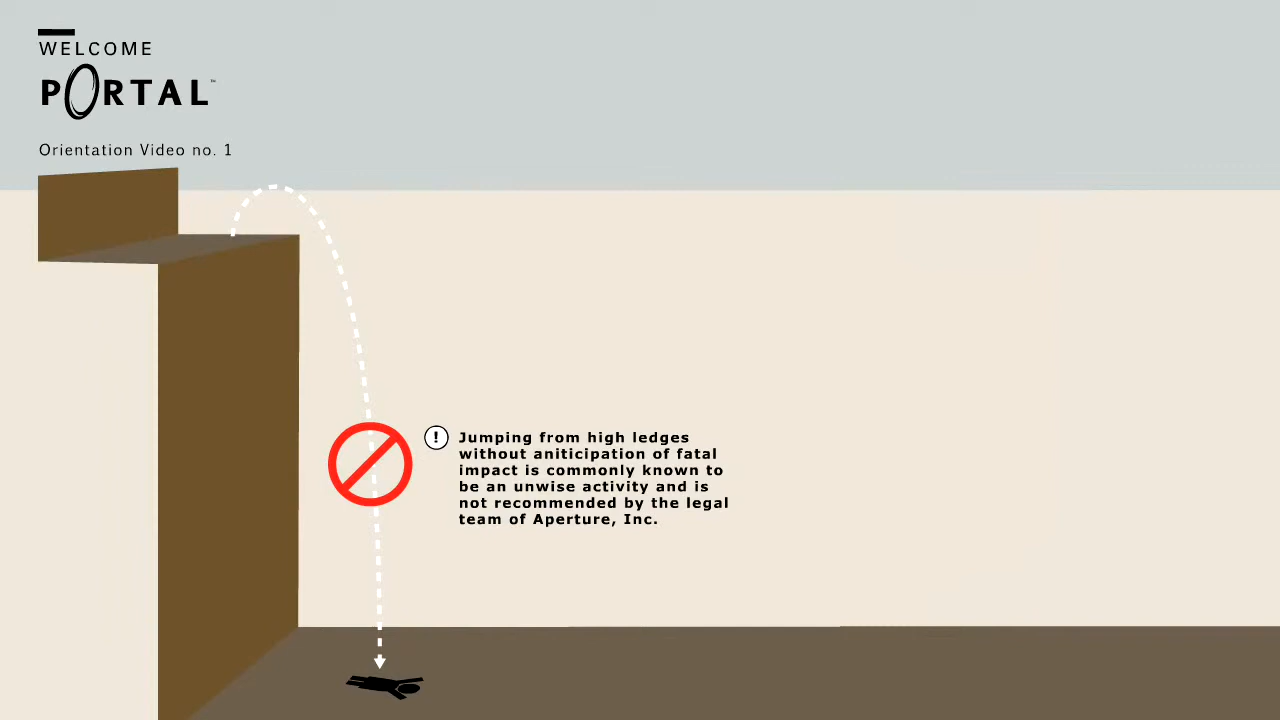 WELCOME
PORTAL™
Orientation Video no. 1
! Jumping from high ledges
without aniticipation of fatal
impact is commonly known to
be an unwise activity and is
not recommended by the legal
team of Aperture, Inc.